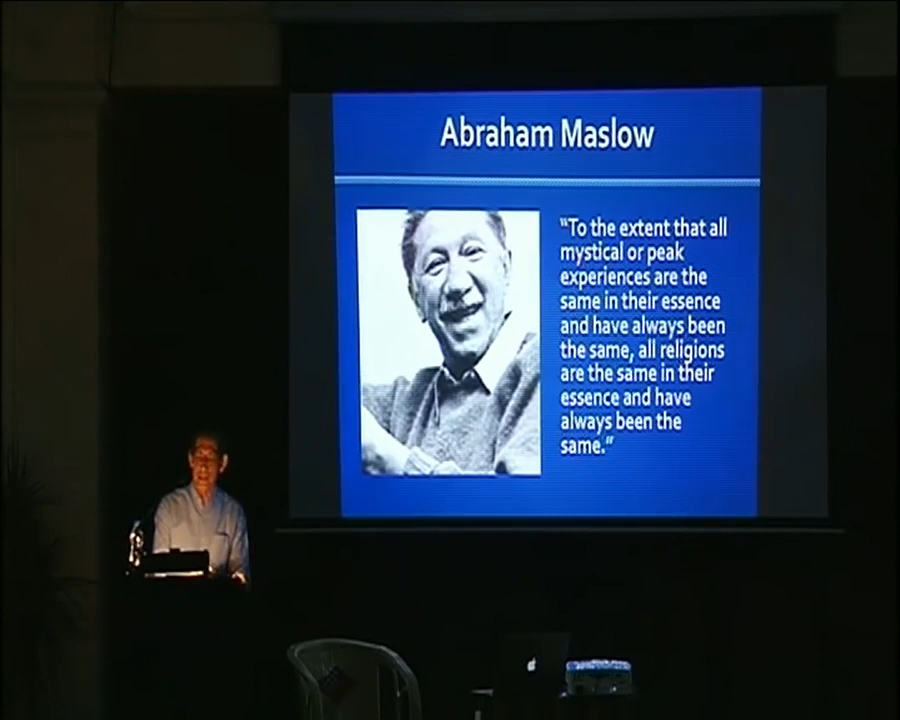 Abraham Maslow
“To the extent that all
mystical or peak
experiences are the
same in their essence
and have always been
the same, all religions
are the same in their
essence and have
always been the
same.”